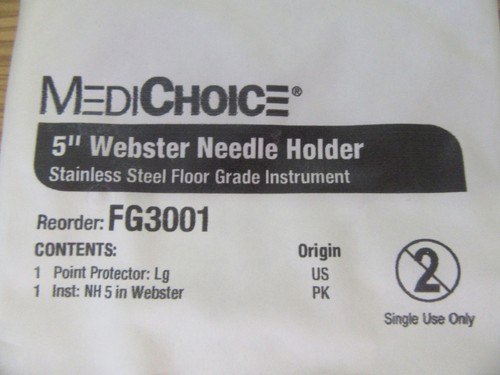 MEDICHOICE®
5" Webster Needle Holder
Stainless Steel Floor Grade Instrument
Reorder: FG3001
CONTENTS: Origin
1 Point Protector: Lg US
1 Inst: NH 5 in Webster PK
2
Single Use Only